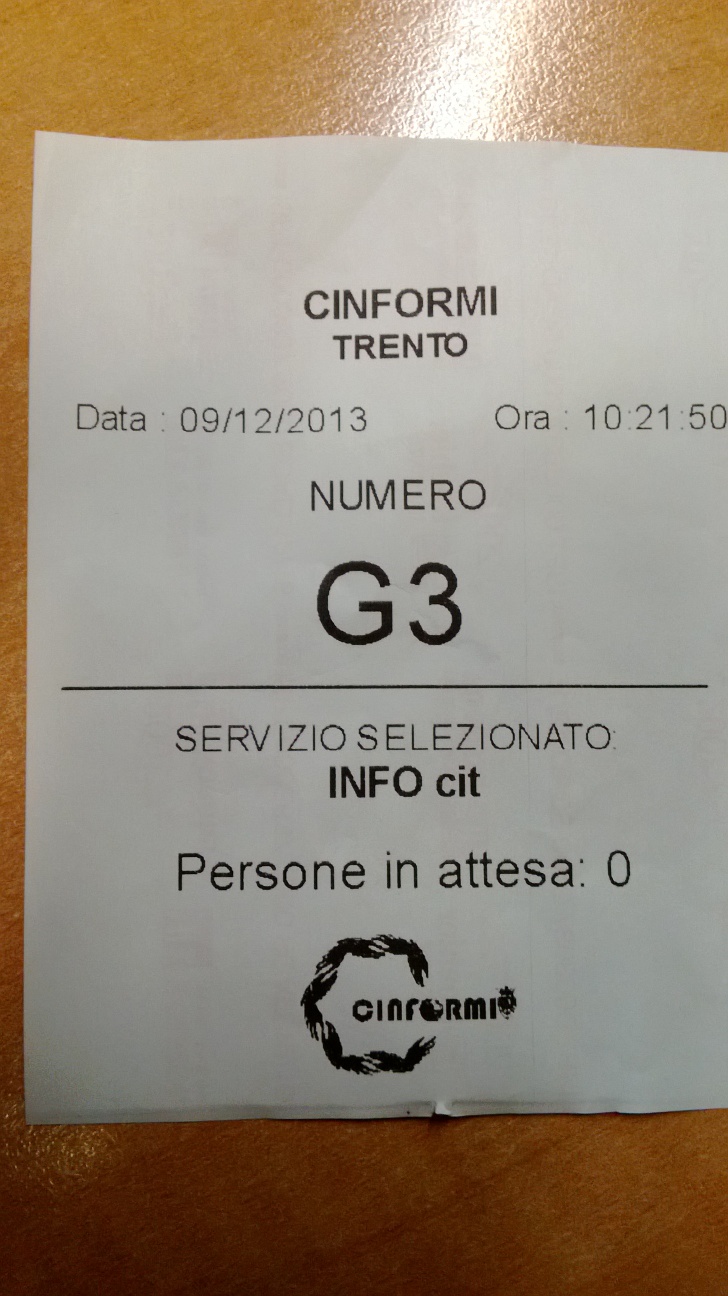 CINFORMI
TRENTO
Data : 09/12/2013 Ora : 10:21:50
NUMERO
G3
SERVIZIO SELEZIONATO:
INFO cit
Persone in attesa: 0
CINFORMI